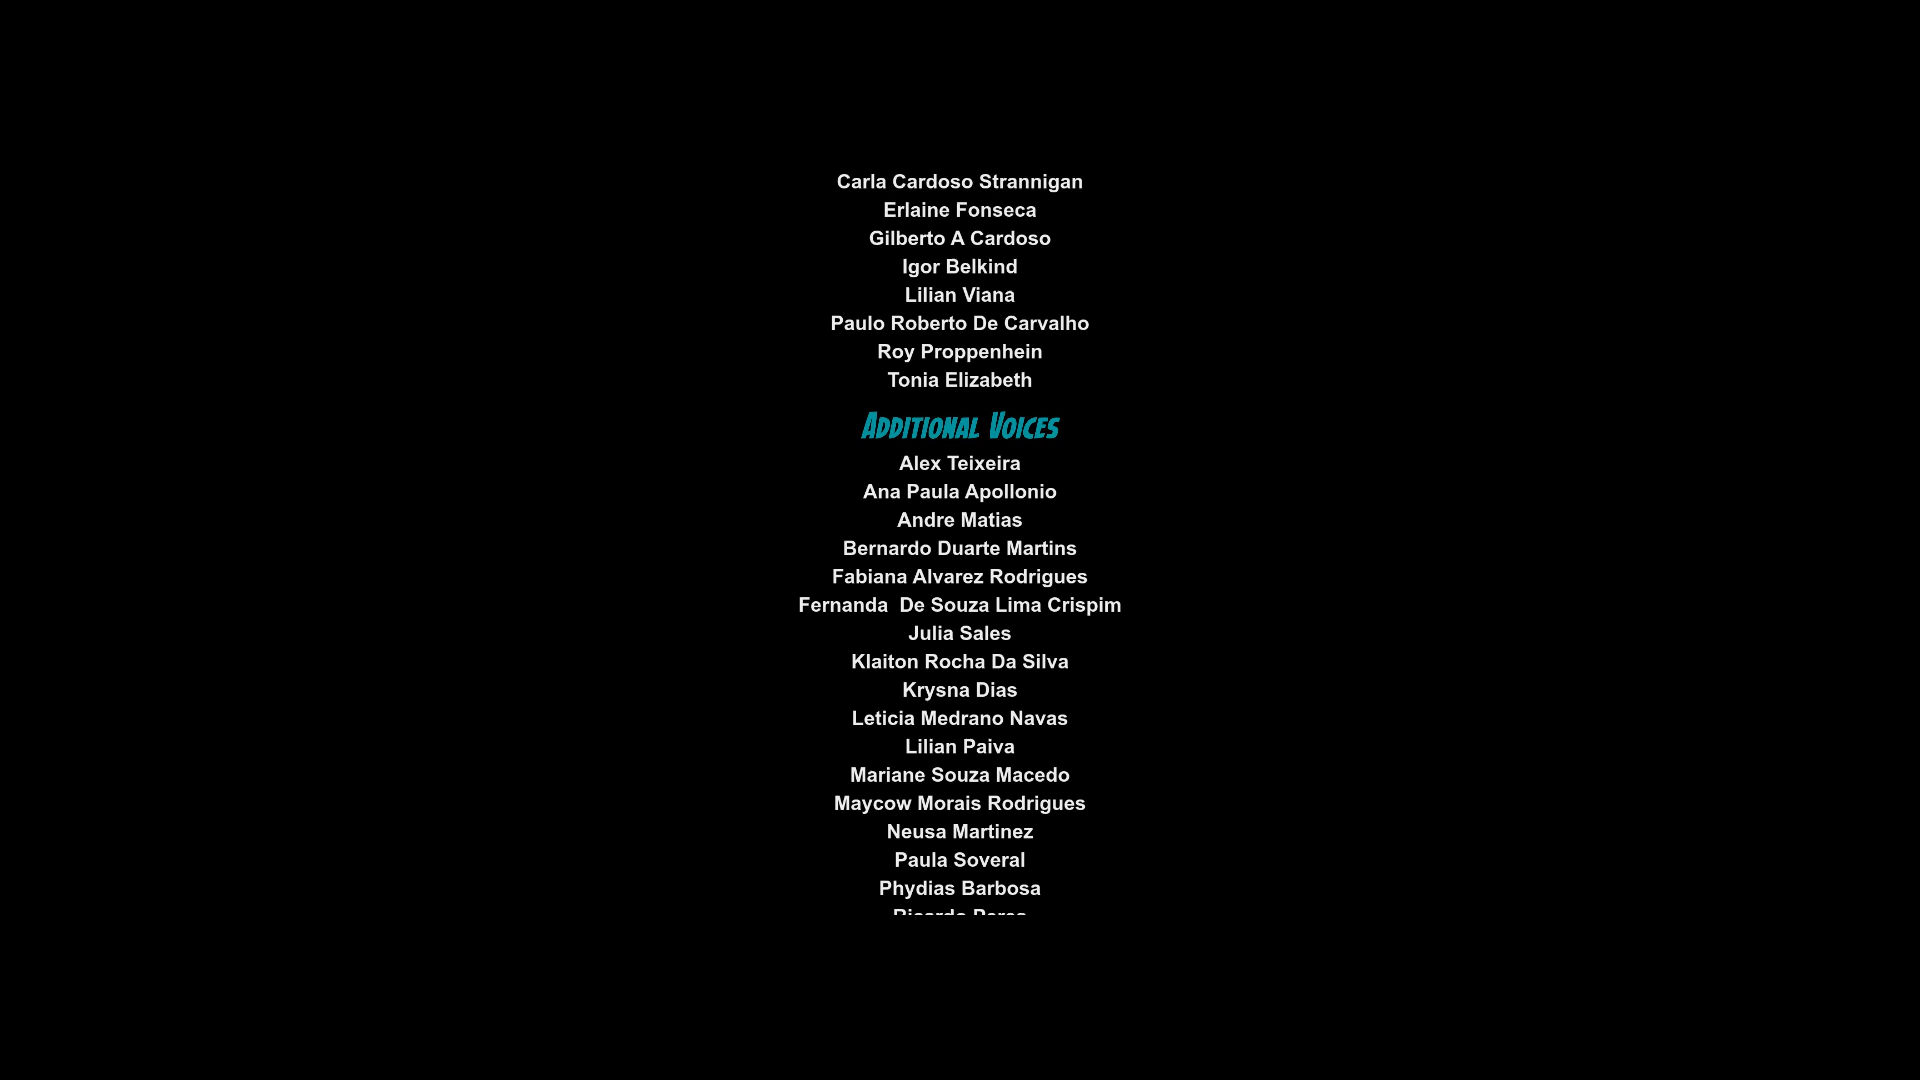 Carla Cardoso Strannigan
Erlaine Fonseca
Gilberto A Cardoso
Igor Belkind
Lilian Viana
Paulo Roberto De Carvalho
Roy Proppenhein
Tonia Elizabeth
Additional Voices
Alex Teixeira
Ana Paula Apollonio
Andre Matias
Bernardo Duarte Martins
Fabiana Alvarez Rodrigues
Fernanda  De Souza Lima Crispim
Julia Sales
Klaiton Rocha Da Silva
Krysna Dias
Leticia Medrano Navas
Lilian Paiva
Mariane Souza Macedo
Maycow Morais Rodrigues
Neusa Martinez
Paula Soveral
Phydias Barbosa
Ricardo